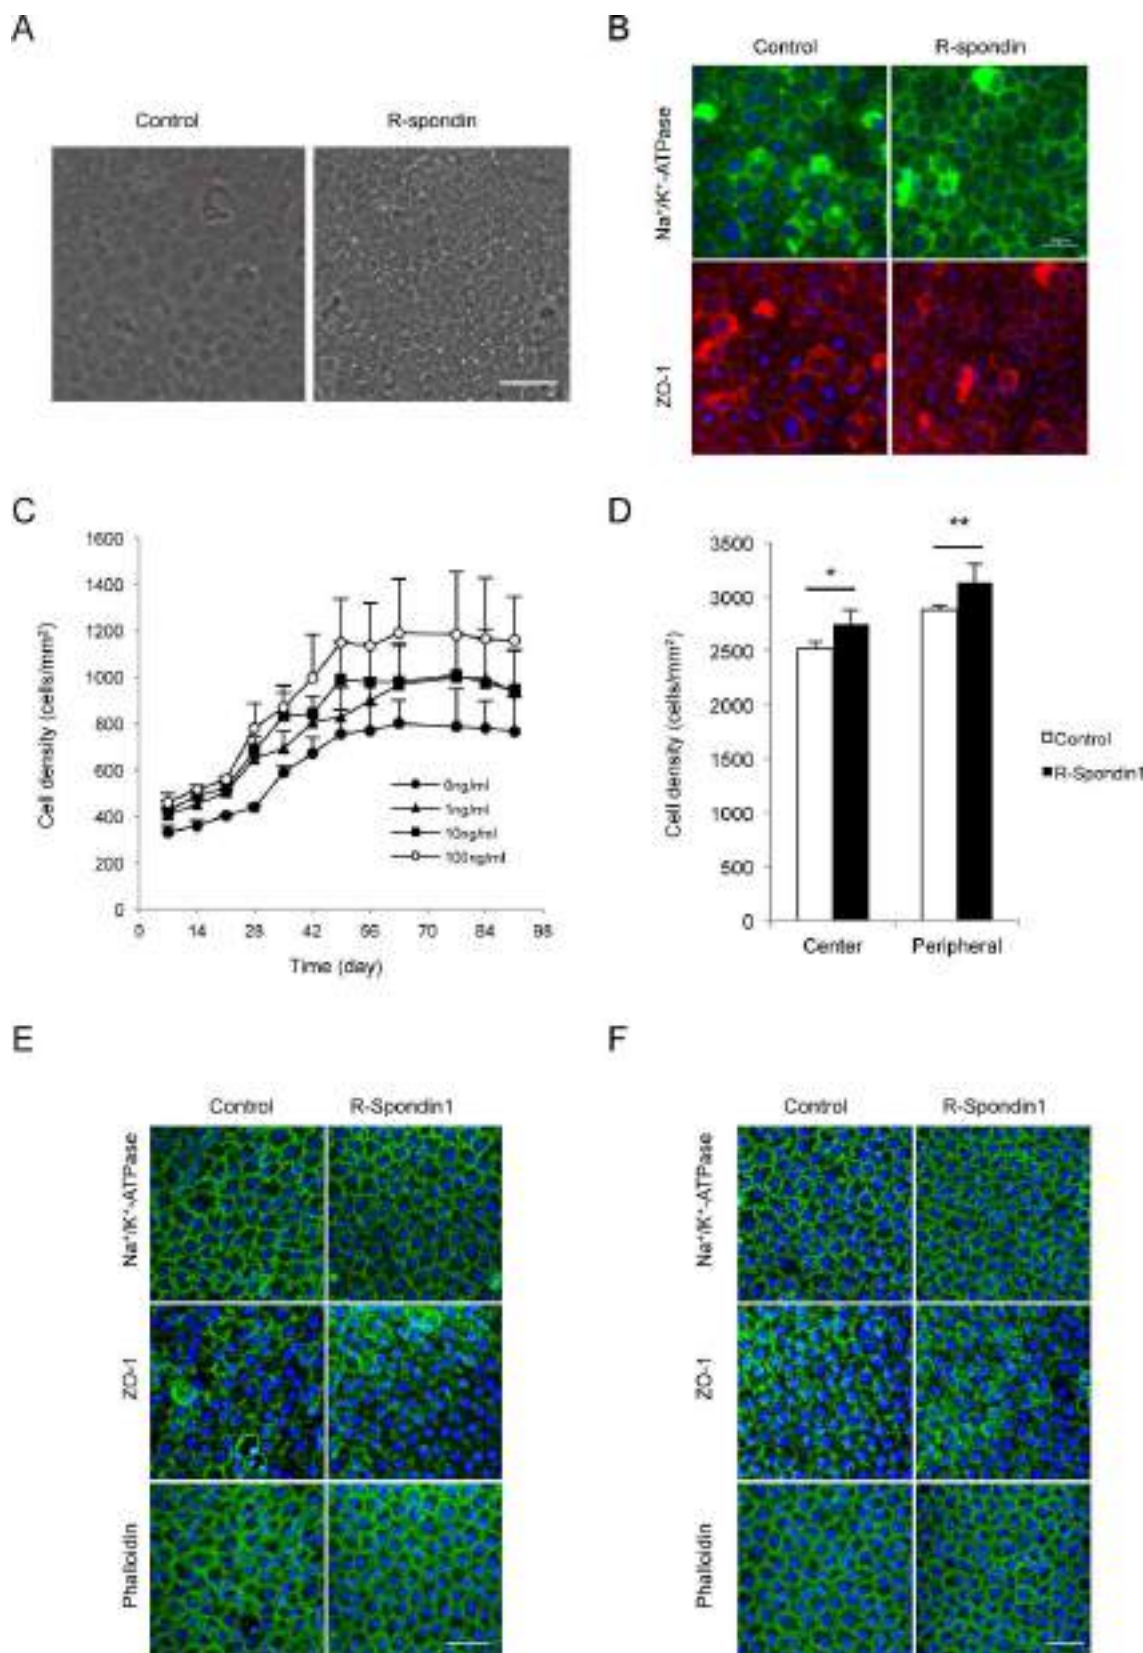 A
Control
R-spondin
B
Control
R-spondin
Na⁺/K⁺-ATPase
ZO-1
C
1600
1400
1200
1000
800
600
400
200
0
Cell density (cells/mm²)
0ng/ml
1ng/ml
10ng/ml
100ng/ml
0 14 28 42 56 70 84 98
Time (day)
D
3500
3000
2500
2000
1500
1000
500
0
Cell density (cells/mm²)
*
**
Control
R-Spondin1
Center
Peripheral
E
Control
R-Spondin1
Na⁺/K⁺-ATPase
ZO-1
Phalloidin
F
Control
R-Spondin1
Na⁺/K⁺-ATPase
ZO-1
Phalloidin